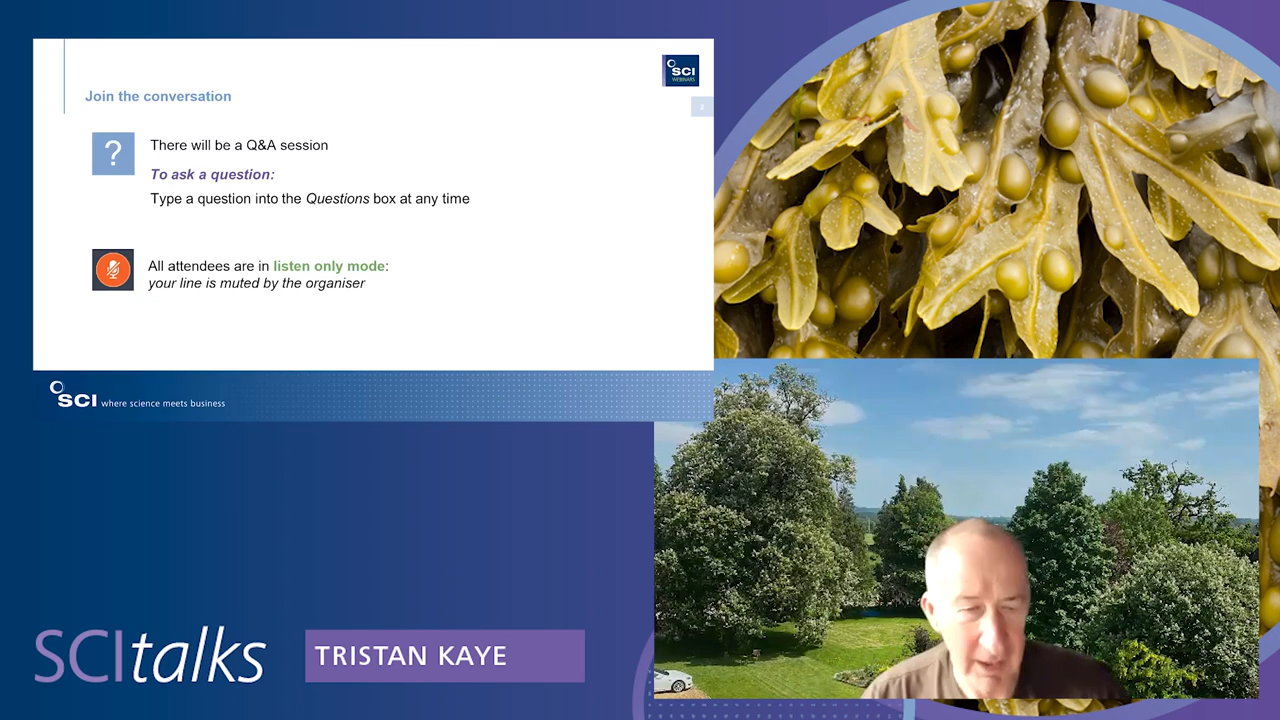 SCI
WEBINARS
2
Join the conversation
?
There will be a Q&A session
To ask a question:
Type a question into the Questions box at any time
All attendees are in listen only mode:
your line is muted by the organiser
SCI where science meets business
SCItalks
TRISTAN KAYE